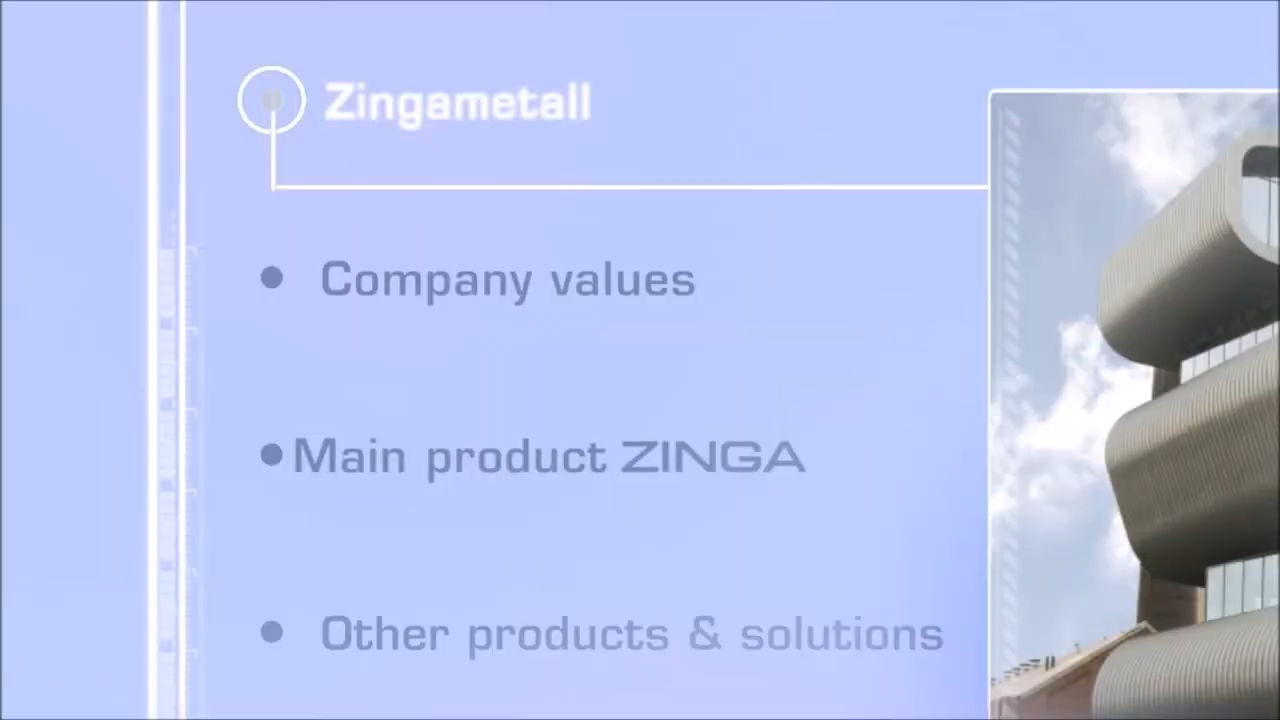 Zingametall
• Company values
• Main product ZINGA
• Other products & solutions